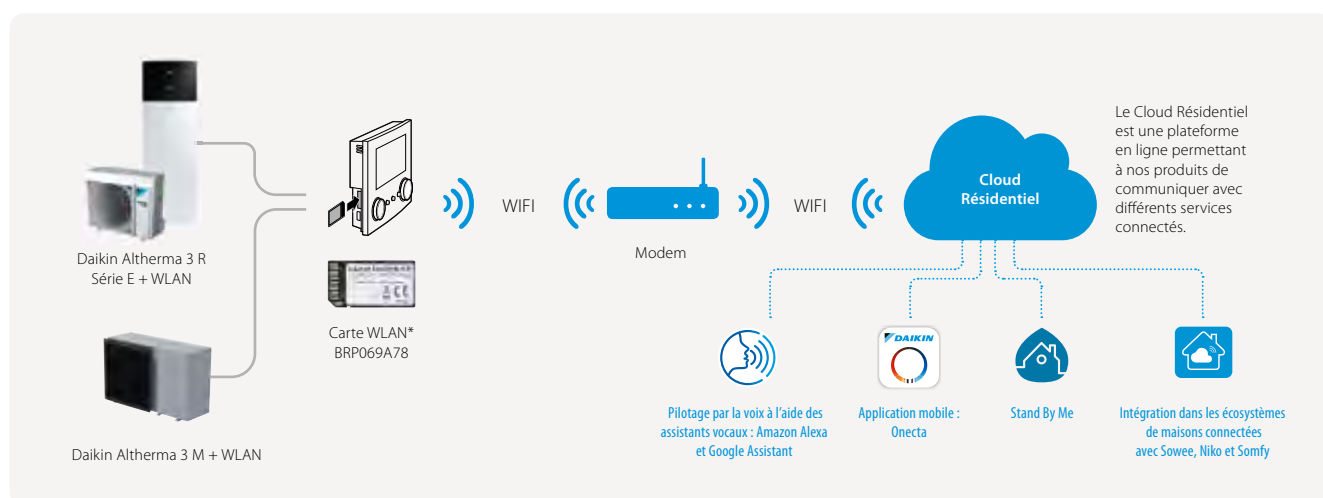 Daikin Altherma 3 R
Série E + WLAN
Daikin Altherma 3 M + WLAN
Carte WLAN*
BRP069A78
WIFI
Modem
WIFI
Cloud
Résidentiel
Le Cloud Résidentiel
est une plateforme
en ligne permettant
à nos produits de
communiquer avec
différents services
connectés.
Pilotage par la voix à l'aide des
assistants vocaux : Amazon Alexa
et Google Assistant
DAIKIN
Application mobile :
Onecta
Stand By Me
Intégration dans les écosystèmes
de maisons connectées
avec Sowee, Niko et Somfy